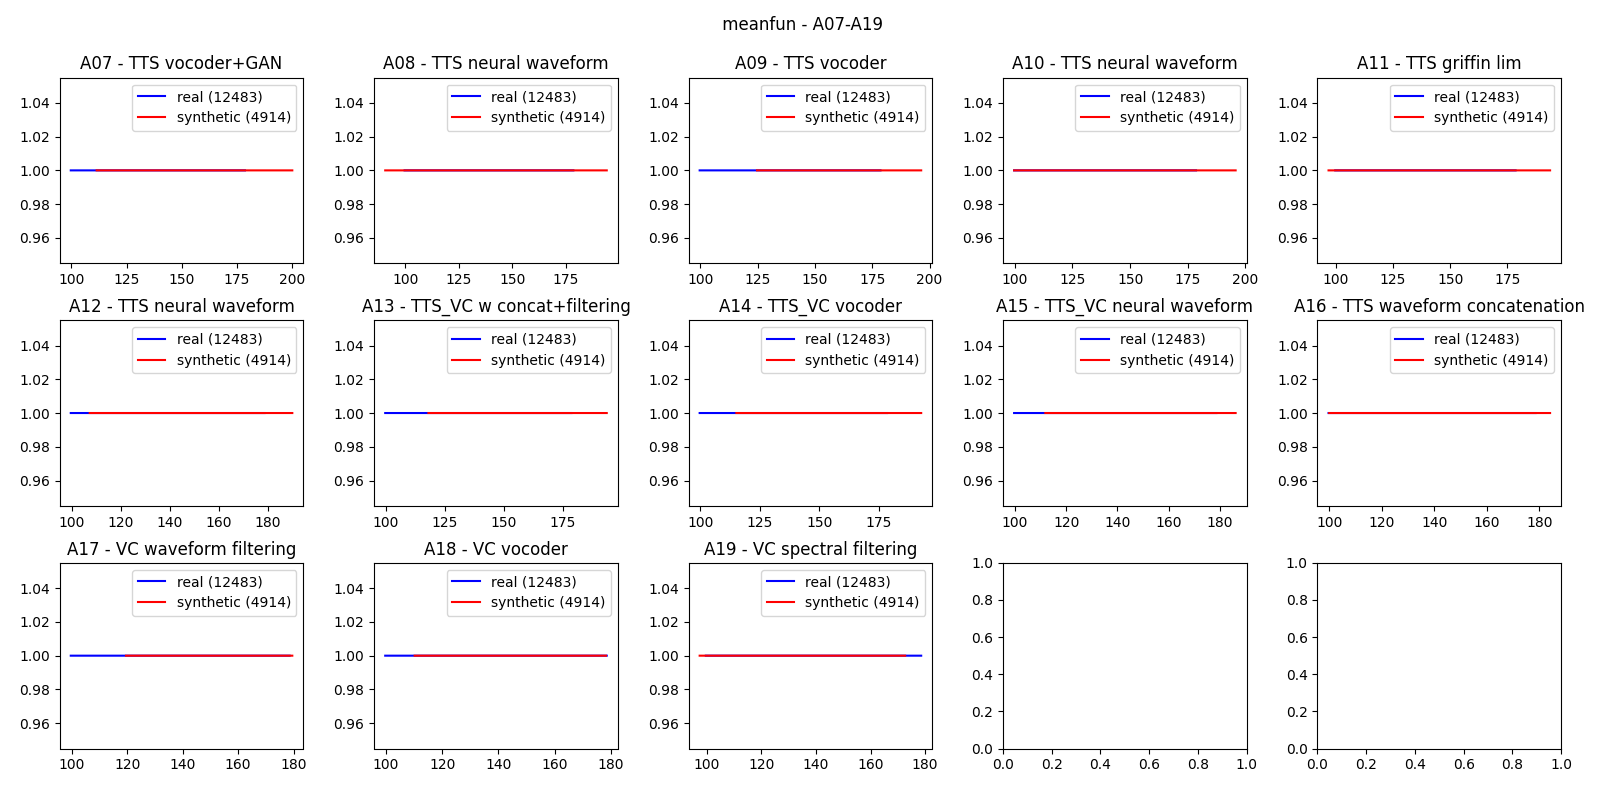 meanfun - A07-A19
A07 - TTS vocoder+GAN
real (12483)
synthetic (4914)
1.04
1.02
1.00
0.98
0.96
100 125 150 175 200
A08 - TTS neural waveform
real (12483)
synthetic (4914)
1.04
1.02
1.00
0.98
0.96
100 125 150 175
A09 - TTS vocoder
real (12483)
synthetic (4914)
1.04
1.02
1.00
0.98
0.96
100 125 150 175 200
A10 - TTS neural waveform
real (12483)
synthetic (4914)
1.04
1.02
1.00
0.98
0.96
100 125 150 175 200
A11 - TTS griffin lim
real (12483)
synthetic (4914)
1.04
1.02
1.00
0.98
0.96
100 125 150 175
A12 - TTS neural waveform
real (12483)
synthetic (4914)
1.04
1.02
1.00
0.98
0.96
100 120 140 160 180
A13 - TTS_VC w concat+filtering
real (12483)
synthetic (4914)
1.04
1.02
1.00
0.98
0.96
100 125 150 175
A14 - TTS_VC vocoder
real (12483)
synthetic (4914)
1.04
1.02
1.00
0.98
0.96
100 125 150 175
A15 - TTS_VC neural waveform
real (12483)
synthetic (4914)
1.04
1.02
1.00
0.98
0.96
100 120 140 160 180
A16 - TTS waveform concatenation
real (12483)
synthetic (4914)
1.04
1.02
1.00
0.98
0.96
100 120 140 160 180
A17 - VC waveform filtering
real (12483)
synthetic (4914)
1.04
1.02
1.00
0.98
0.96
100 120 140 160 180
A18 - VC vocoder
real (12483)
synthetic (4914)
1.04
1.02
1.00
0.98
0.96
100 120 140 160 180
A19 - VC spectral filtering
real (12483)
synthetic (4914)
1.04
1.02
1.00
0.98
0.96
100 120 140 160 180
1.0
0.8
0.6
0.4
0.2
0.0
0.0 0.2 0.4 0.6 0.8 1.0
1.0
0.8
0.6
0.4
0.2
0.0
0.0 0.2 0.4 0.6 0.8 1.0